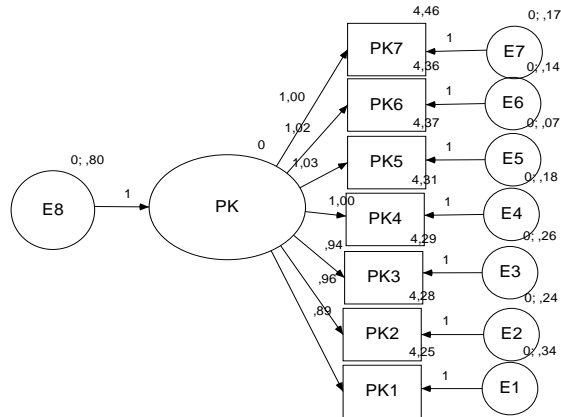 4,46
0; ,17
PK7
1
E7
4,36
0; ,14
1,00
PK6
1
E6
4,37
0; ,07
1,02
0
PK5
1
E5
1,03
4,31
0; ,18
0; ,80
E8
1
PK
1,00
PK4
1
E4
4,29
0; ,26
,94
PK3
1
E3
,96
4,28
0; ,24
,89
PK2
1
E2
4,25
0; ,34
PK1
1
E1